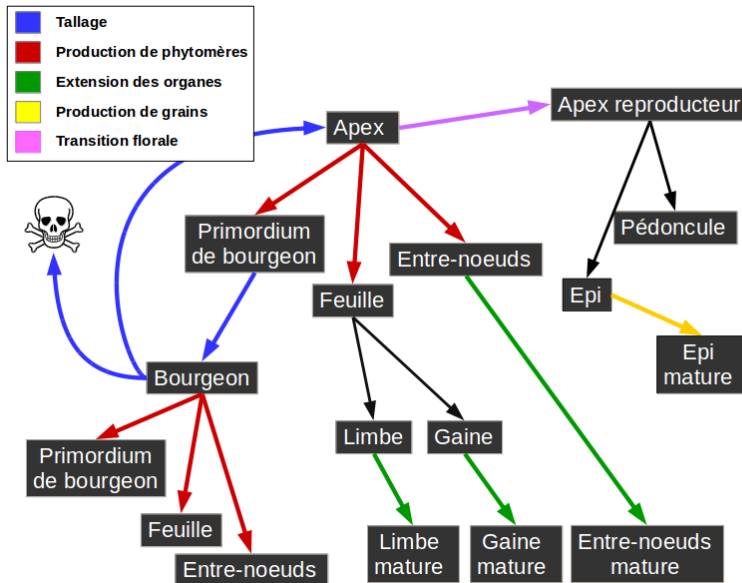 Tallage
Production de phytomères
Extension des organes
Production de grains
Transition florale
Apex
Apex reproducteur
Primordium
de bourgeon
Entre-noeuds
Pédoncule
Feuille
Epi
Epi
mature
Bourgeon
Limbe
Gaine
Primordium
de bourgeon
Feuille
Entre-noeuds
Limbe
mature
Gaine
mature
Entre-noeuds
mature